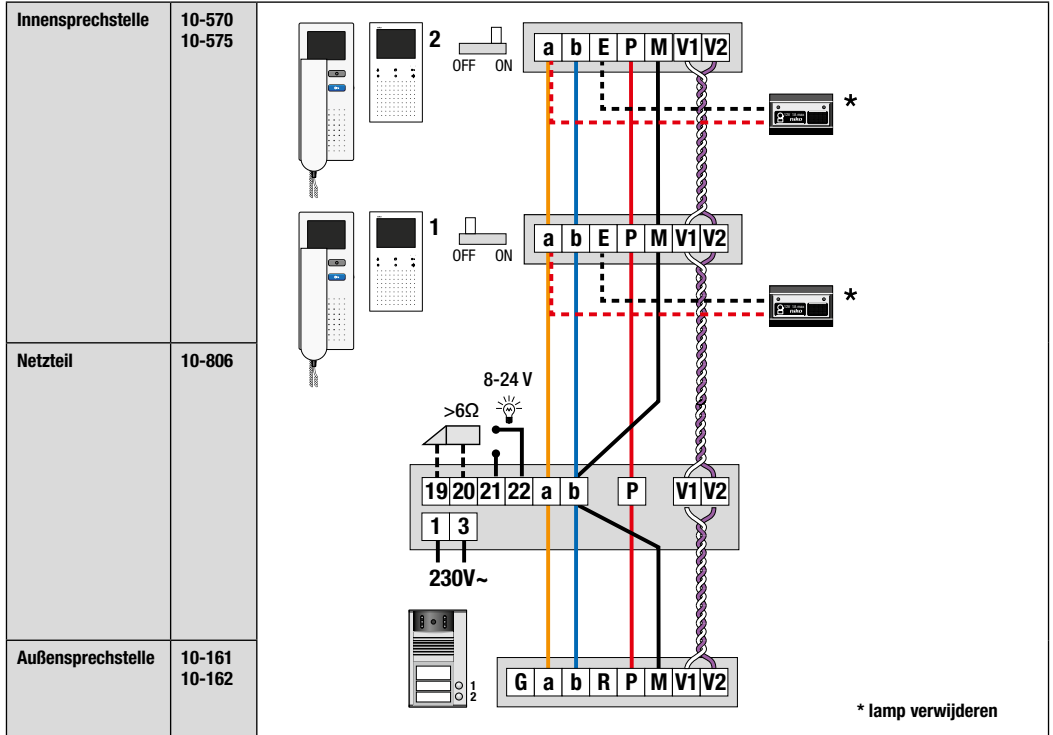 Innensprechstelle
10-570
10-575
2
OFF ON
a b E P M V1 V2
niko
*
1
OFF ON
a b E P M V1 V2
niko
*
Netzteil
10-806
8-24 V
>6Ω
19 20 21 22 a b P V1 V2
1 3
230V~
Außensprechstelle
10-161
10-162
1
2
G a b R P M V1 V2
* lamp verwijderen